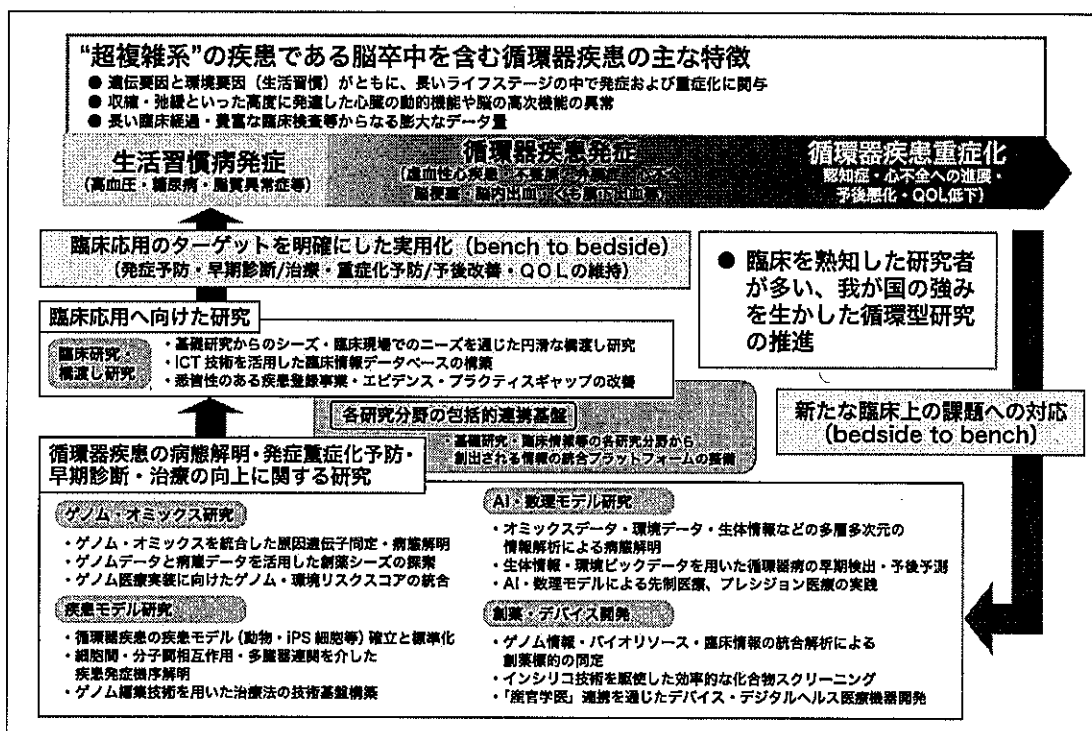 “超複雑系”の疾患である脳卒中を含む循環器疾患の主な特徴
● 遺伝要因と環境要因（生活習慣）がともに、長いライフステージの中で発症および重症化に関与
● 収縮・弛緩といった高度に発達した心臓の動的機能や脳の高次機能の異常
● 長い臨床経過・豊富な臨床検査等からなる膨大なデータ量
生活習慣病発症
（高血圧・糖尿病・脂質異常症等）
循環器疾患発症
（虚血性心疾患・不整脈・弁膜症・心不全
脳梗塞・脳内出血・くも膜下出血等）
循環器疾患重症化
認知症・心不全への進展・
予後悪化・QOL低下）
臨床応用のターゲットを明確にした実用化（bench to bedside）
（発症予防・早期診断/治療・重症化予防/予後改善・QOLの維持）
● 臨床を熟知した研究者
が多い、我が国の強み
を生かした循環型研究
の推進
臨床応用へ向けた研究
臨床研究・
橋渡し研究
・基礎研究からのシーズ・臨床現場でのニーズを通じた円滑な橋渡し研究
・ICT 技術を活用した臨床情報データベースの構築
・悉皆性のある疾患登録事業・エビデンス・プラクティスギャップの改善
各研究分野の包括的連携基盤
・基礎研究・臨床情報等の各研究分野から
創出される情報の統合プラットフォームの整備
新たな臨床上の課題への対応
（bedside to bench）
循環器疾患の病態解明・発症重症化予防・
早期診断・治療の向上に関する研究
ゲノム・オミックス研究
・ゲノム・オミックスを統合した原因遺伝子同定・病態解明
・ゲノムデータと病態データを活用した創薬シーズの探索
・ゲノム医療実装に向けたゲノム・環境リスクスコアの統合
疾患モデル研究
・循環器疾患の疾患モデル（動物・iPS 細胞等）確立と標準化
・細胞間・分子間相互作用・多臓器連関を介した
疾患発症機序解明
・ゲノム編集技術を用いた治療法の技術基盤構築
AI・数理モデル研究
・オミックスデータ・環境データ・生体情報などの多層多次元の
情報解析による病態解明
・生体情報・環境ビックデータを用いた循環器病の早期検出・予後予測
・AI・数理モデルによる先制医療、プレシジョン医療の実践
創薬・デバイス開発
・ゲノム情報・バイオリソース・臨床情報の統合解析による
創薬標的の同定
・インシリコ技術を駆使した効率的な化合物スクリーニング
・「産官学医」連携を通じたデバイス・デジタルヘルス医療機器開発